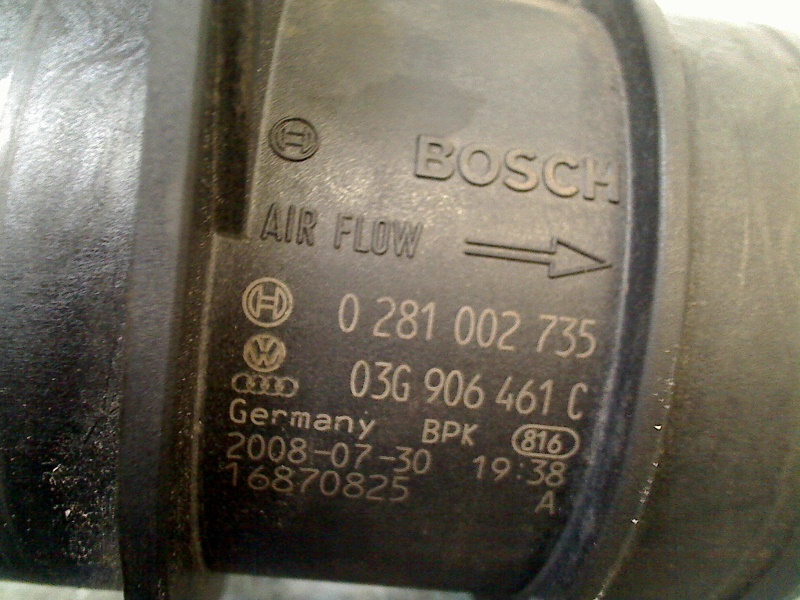 BOSCH
AIR FLOW
0 281 002 735
03G 906 461 C
Germany BPK 816
2008-07-30 19:38
16870825 A